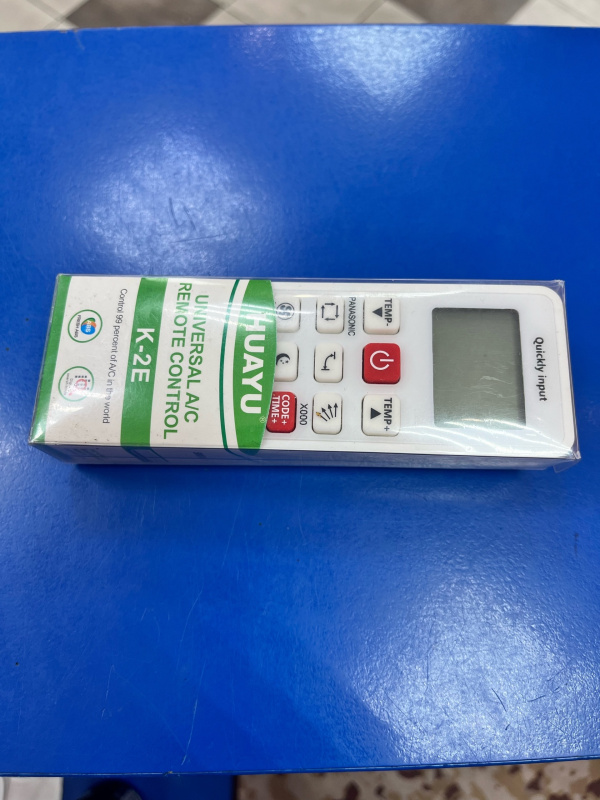 Quickly input
TEMP-
TEMP+
PANASONIC
X000
CODE+
TIME+
HUAYU
UNIVERSAL A/C
REMOTE CONTROL
K-2E
Control 99 percent of A/C in the world